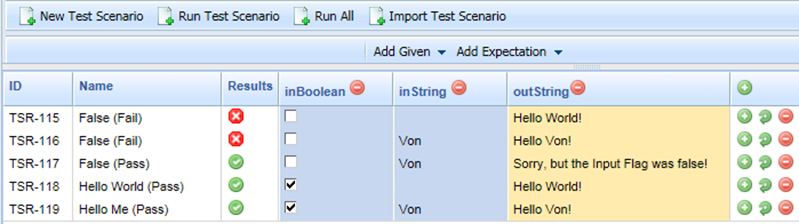 New Test Scenario Run Test Scenario Run All Import Test Scenario
Add Given Add Expectation
ID Name Results inBoolean inString outString
TSR-115 False (Fail) Hello World!
TSR-116 False (Fail) Von Hello Von!
TSR-117 False (Pass) Von Sorry, but the Input Flag was false!
TSR-118 Hello World (Pass) Hello World!
TSR-119 Hello Me (Pass) Von Hello Von!